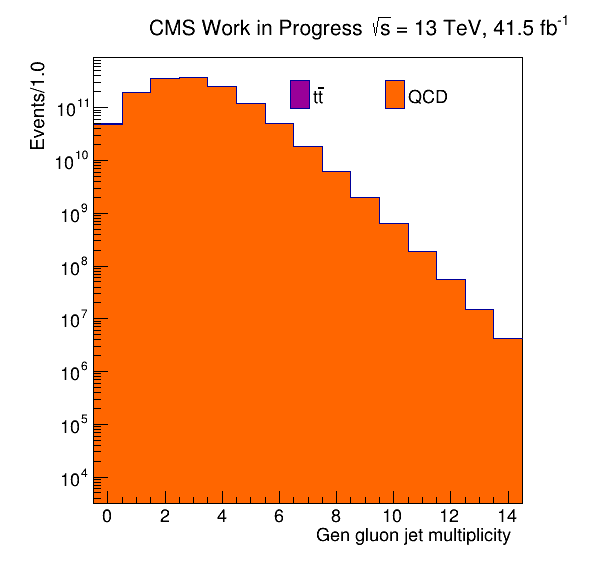 CMS Work in Progress √s = 13 TeV, 41.5 fb⁻¹
Events/1.0
tt̄
QCD
10¹¹
10¹⁰
10⁹
10⁸
10⁷
10⁶
10⁵
10⁴
0 2 4 6 8 10 12 14
Gen gluon jet multiplicity